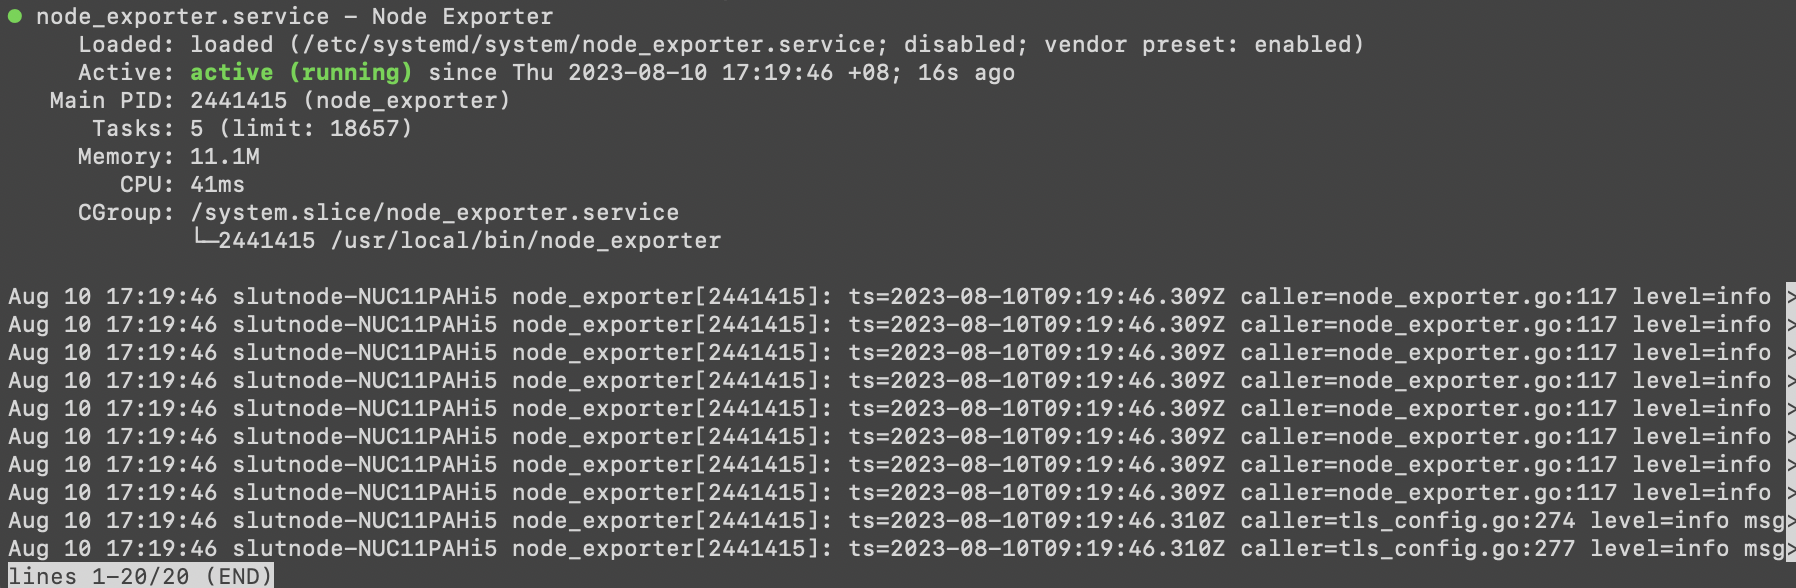 ● node_exporter.service - Node Exporter
Loaded: loaded (/etc/systemd/system/node_exporter.service; disabled; vendor preset: enabled)
Active: active (running) since Thu 2023-08-10 17:19:46 +08; 16s ago
Main PID: 2441415 (node_exporter)
Tasks: 5 (limit: 18657)
Memory: 11.1M
CPU: 41ms
CGroup: /system.slice/node_exporter.service
└─2441415 /usr/local/bin/node_exporter
Aug 10 17:19:46 slutnode-NUC11PAHi5 node_exporter[2441415]: ts=2023-08-10T09:19:46.309Z caller=node_exporter.go:117 level=info >
Aug 10 17:19:46 slutnode-NUC11PAHi5 node_exporter[2441415]: ts=2023-08-10T09:19:46.309Z caller=node_exporter.go:117 level=info >
Aug 10 17:19:46 slutnode-NUC11PAHi5 node_exporter[2441415]: ts=2023-08-10T09:19:46.309Z caller=node_exporter.go:117 level=info >
Aug 10 17:19:46 slutnode-NUC11PAHi5 node_exporter[2441415]: ts=2023-08-10T09:19:46.309Z caller=node_exporter.go:117 level=info >
Aug 10 17:19:46 slutnode-NUC11PAHi5 node_exporter[2441415]: ts=2023-08-10T09:19:46.309Z caller=node_exporter.go:117 level=info >
Aug 10 17:19:46 slutnode-NUC11PAHi5 node_exporter[2441415]: ts=2023-08-10T09:19:46.309Z caller=node_exporter.go:117 level=info >
Aug 10 17:19:46 slutnode-NUC11PAHi5 node_exporter[2441415]: ts=2023-08-10T09:19:46.309Z caller=node_exporter.go:117 level=info >
Aug 10 17:19:46 slutnode-NUC11PAHi5 node_exporter[2441415]: ts=2023-08-10T09:19:46.309Z caller=node_exporter.go:117 level=info >
Aug 10 17:19:46 slutnode-NUC11PAHi5 node_exporter[2441415]: ts=2023-08-10T09:19:46.310Z caller=tls_config.go:274 level=info msg>
Aug 10 17:19:46 slutnode-NUC11PAHi5 node_exporter[2441415]: ts=2023-08-10T09:19:46.310Z caller=tls_config.go:277 level=info msg>
lines 1-20/20 (END)